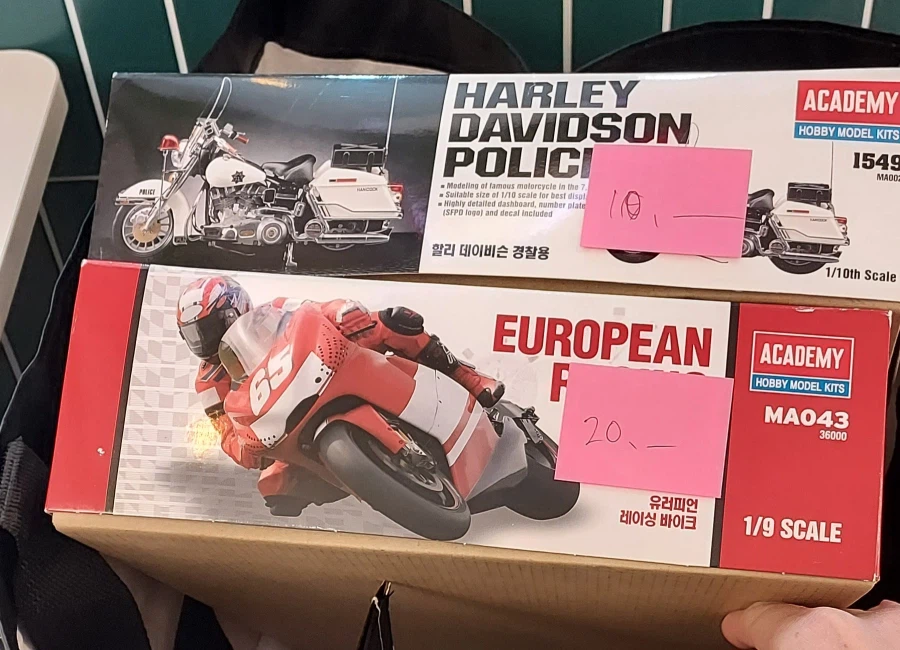 HARLEY
DAVIDSON
POLIC
Modeling of famous motorcycle in the 7
Suitable size of 1/10 scale for best displ
Highly detailed dashboard, number plate
(SFPD logo) and decal included
할리 데이비슨 경찰용
POLICE
10.—
ACADEMY
HOBBY MODEL KITS
1549
MA002
1/10th Scale
EUROPEAN
65
20.—
유러피언
레이싱 바이크
ACADEMY
HOBBY MODEL KITS
MA043
36000
1/9 SCALE